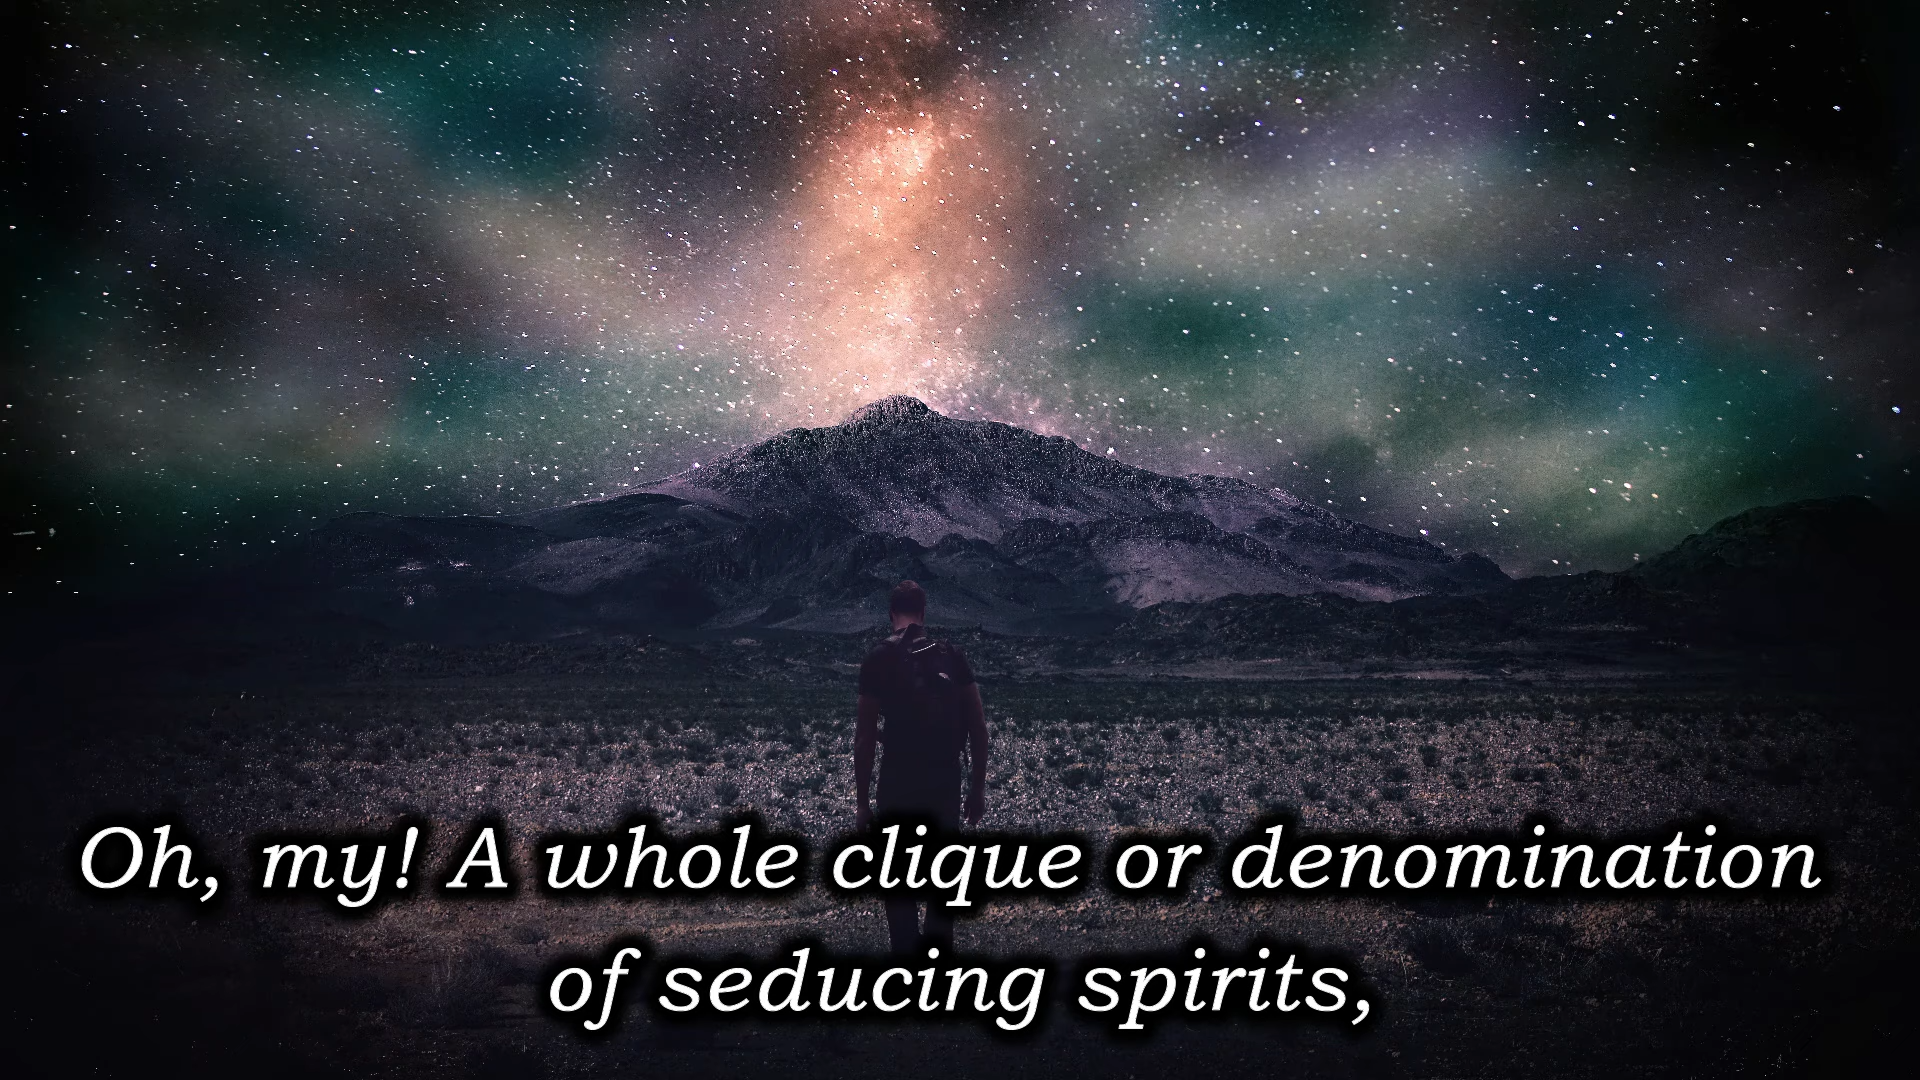 Oh, my! A whole clique or denomination
of seducing spirits,